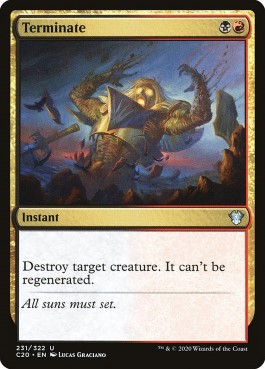 Terminate
Instant
Destroy target creature. It can't be
regenerated.
All suns must set.
231/322 U
C20 • EN Lucas Graciano
™ & © 2020 Wizards of the Coast